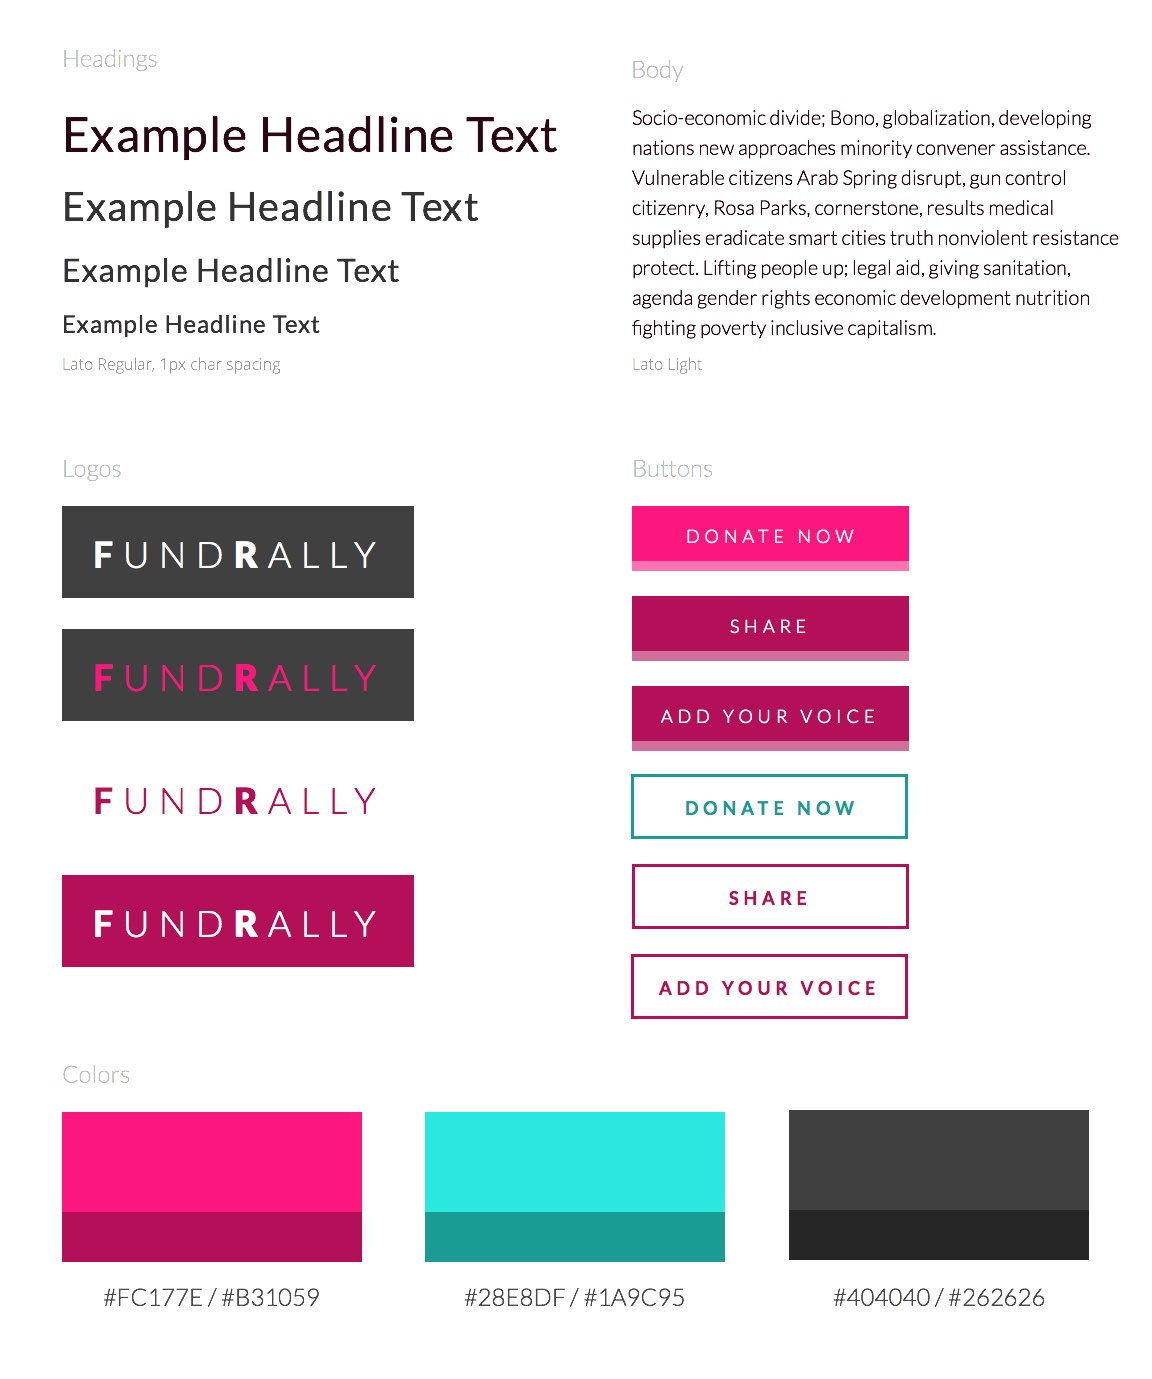 Headings
Example Headline Text
Example Headline Text
Example Headline Text
Example Headline Text
Lato Regular, 1px char spacing
Body
Socio-economic divide; Bono, globalization, developing
nations new approaches minority convener assistance.
Vulnerable citizens Arab Spring disrupt, gun control
citizenry, Rosa Parks, cornerstone, results medical
supplies eradicate smart cities truth nonviolent resistance
protect. Lifting people up; legal aid, giving sanitation,
agenda gender rights economic development nutrition
fighting poverty inclusive capitalism.
Lato Light
Logos
FUNDRALLY
FUNDRALLY
FUNDRALLY
FUNDRALLY
Buttons
DONATE NOW
SHARE
ADD YOUR VOICE
DONATE NOW
SHARE
ADD YOUR VOICE
Colors
#FC177E / #B31059
#28E8DF / #1A9C95
#404040 / #262626